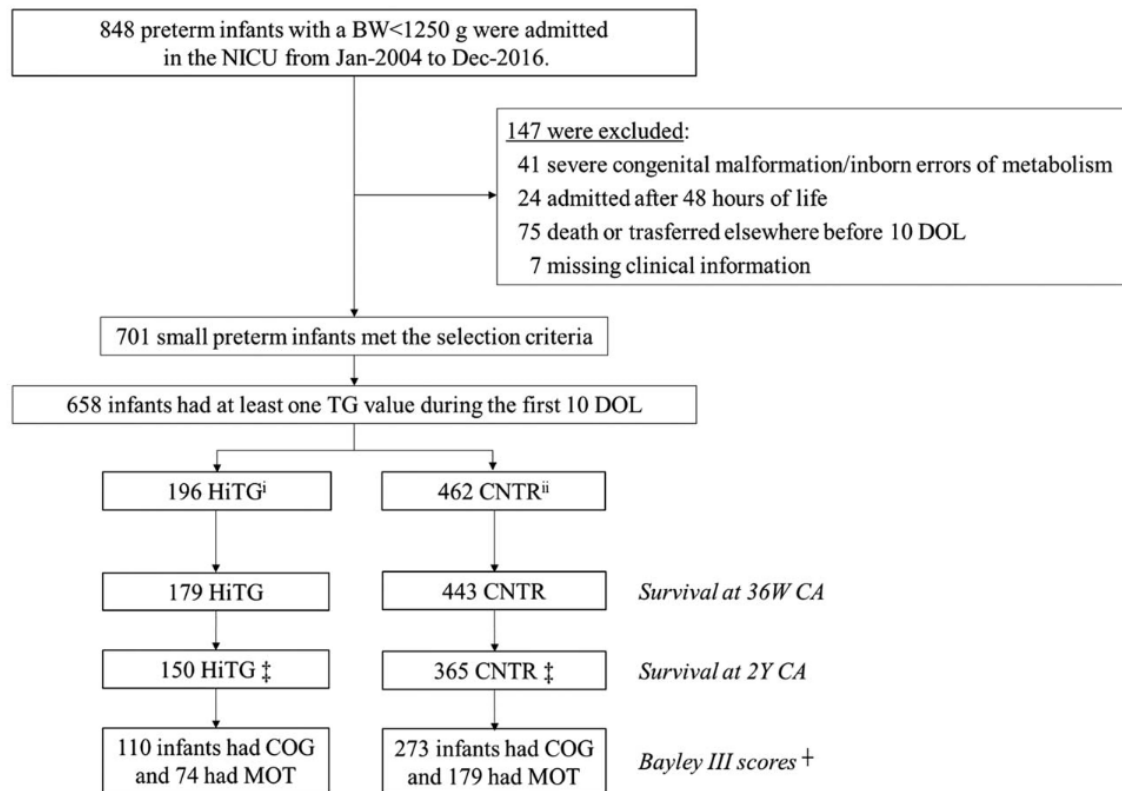 848 preterm infants with a BW<1250 g were admitted
in the NICU from Jan-2004 to Dec-2016.
147 were excluded:
41 severe congenital malformation/inborn errors of metabolism
24 admitted after 48 hours of life
75 death or trasferred elsewhere before 10 DOL
7 missing clinical information
701 small preterm infants met the selection criteria
658 infants had at least one TG value during the first 10 DOL
196 HiTGⁱ
462 CNTRⁱⁱ
179 HiTG
443 CNTR
Survival at 36W CA
150 HiTG ‡
365 CNTR ‡
Survival at 2Y CA
110 infants had COG
and 74 had MOT
273 infants had COG
and 179 had MOT
Bayley III scores †